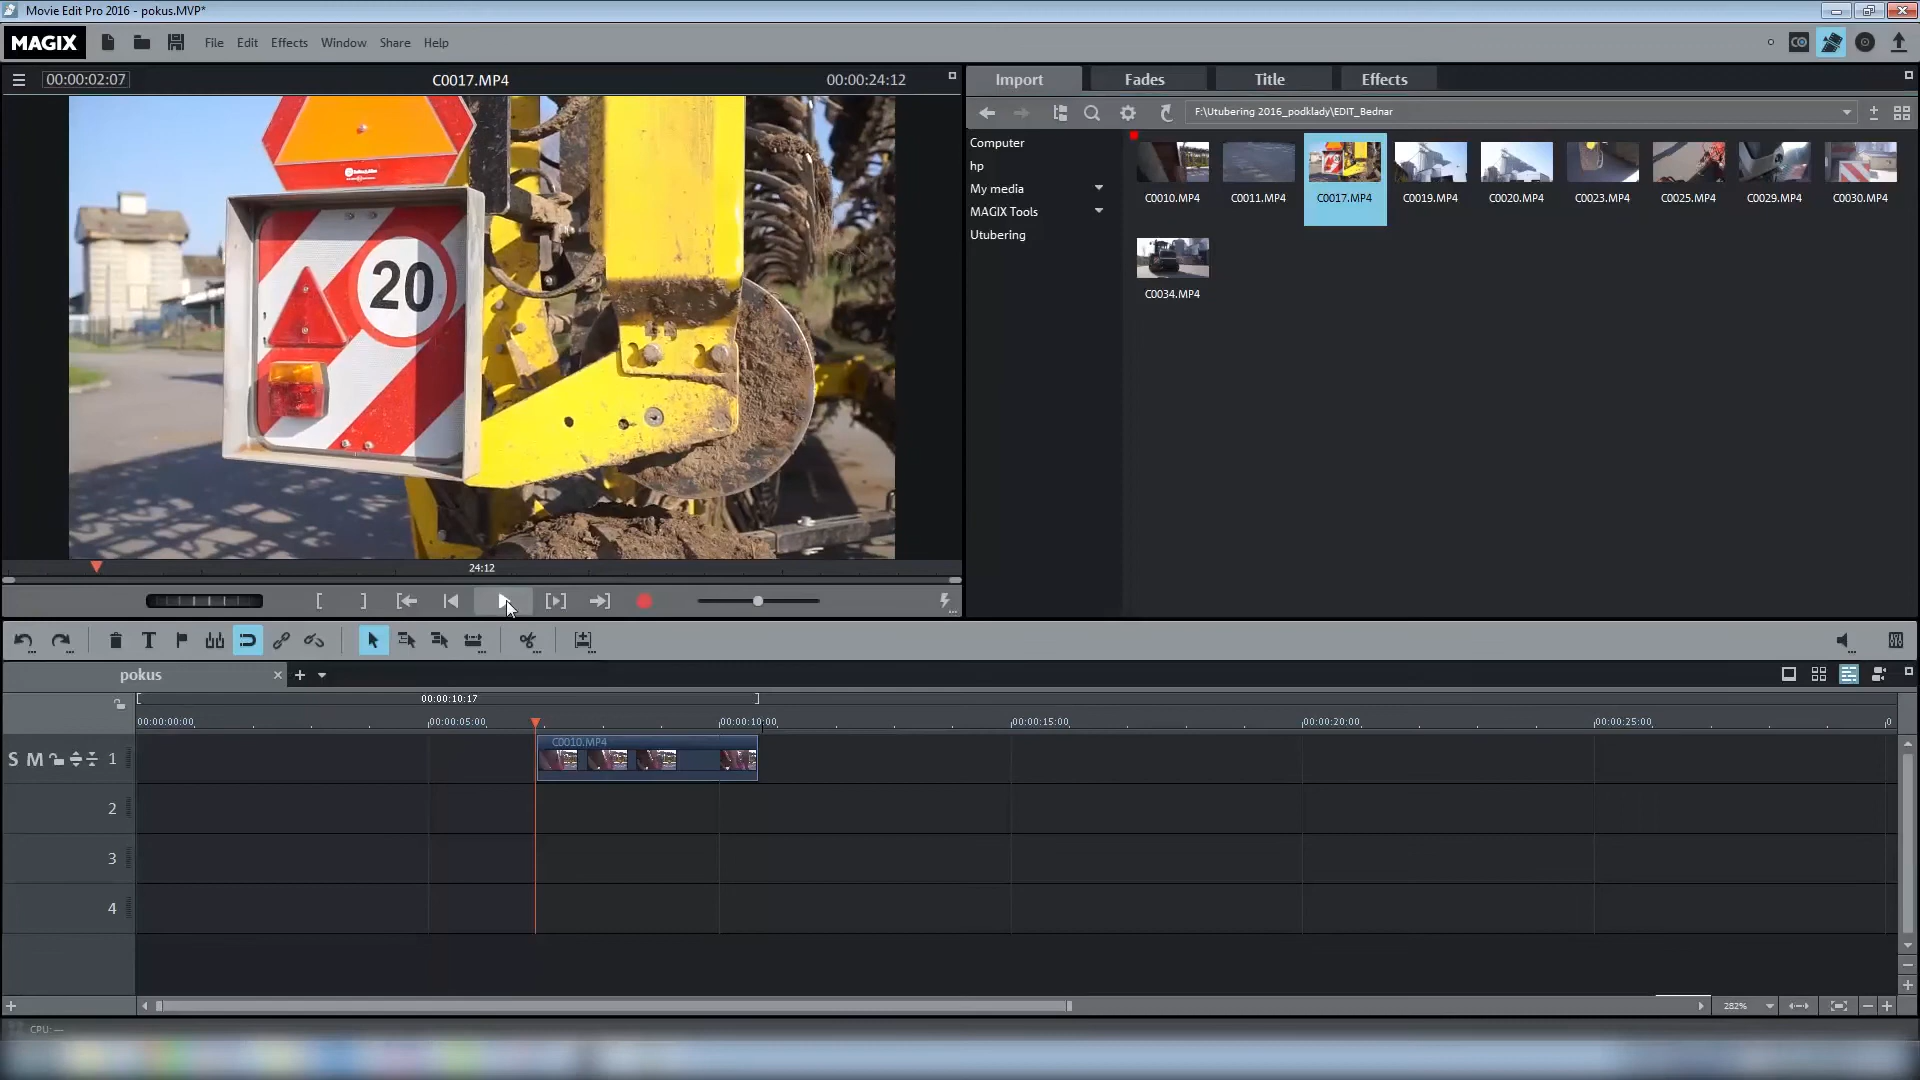 Movie Edit Pro 2016 - pokus.MVP*
MAGIX File Edit Effects Window Share Help
00:00:02:07 C0017.MP4 00:00:24:12
20
24:12
Import Fades Title Effects
F:\Utubering 2016_podklady\EDIT_Bednar
Computer
hp
My media
MAGIX Tools
Utubering
C0010.MP4 C0011.MP4 C0017.MP4 C0019.MP4 C0020.MP4 C0023.MP4 C0025.MP4 C0029.MP4 C0030.MP4
C0034.MP4
pokus
00:00:10:17
00:00:00:00 00:00:05:00 00:00:10:00 00:00:15:00 00:00:20:00 00:00:25:00 0
C0010.MP4
S M 1
2
3
4
282%
CPU: —